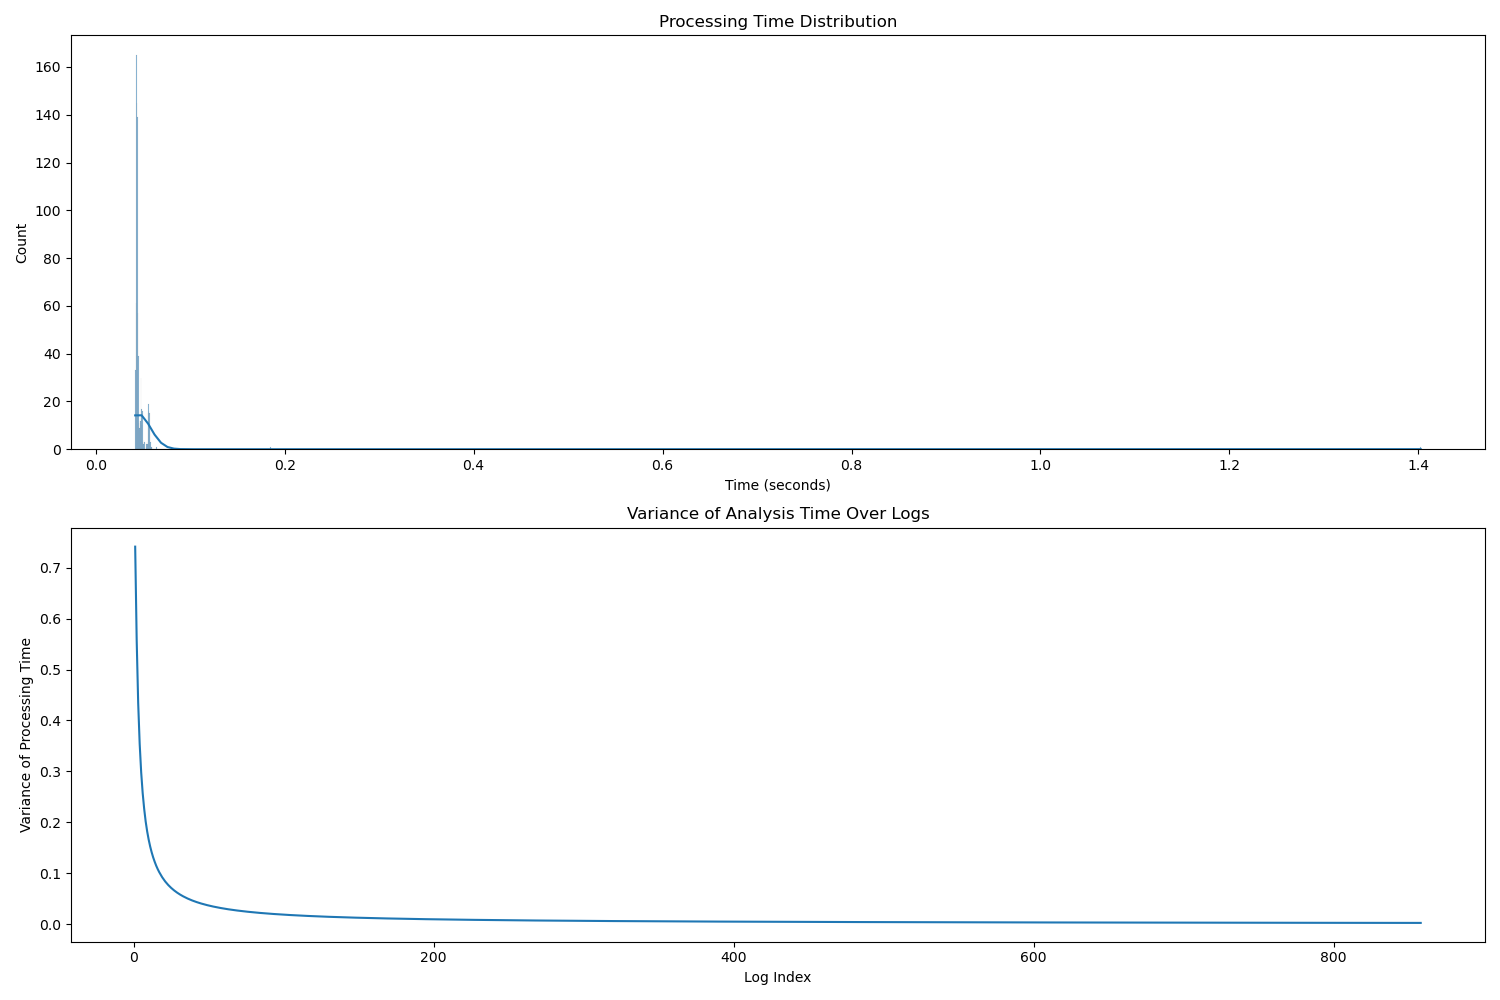 Processing Time Distribution
160
140
120
100
80
60
40
20
0
Count
0.0 0.2 0.4 0.6 0.8 1.0 1.2 1.4
Time (seconds)
Variance of Analysis Time Over Logs
0.7
0.6
0.5
0.4
0.3
0.2
0.1
0.0
Variance of Processing Time
0 200 400 600 800
Log Index